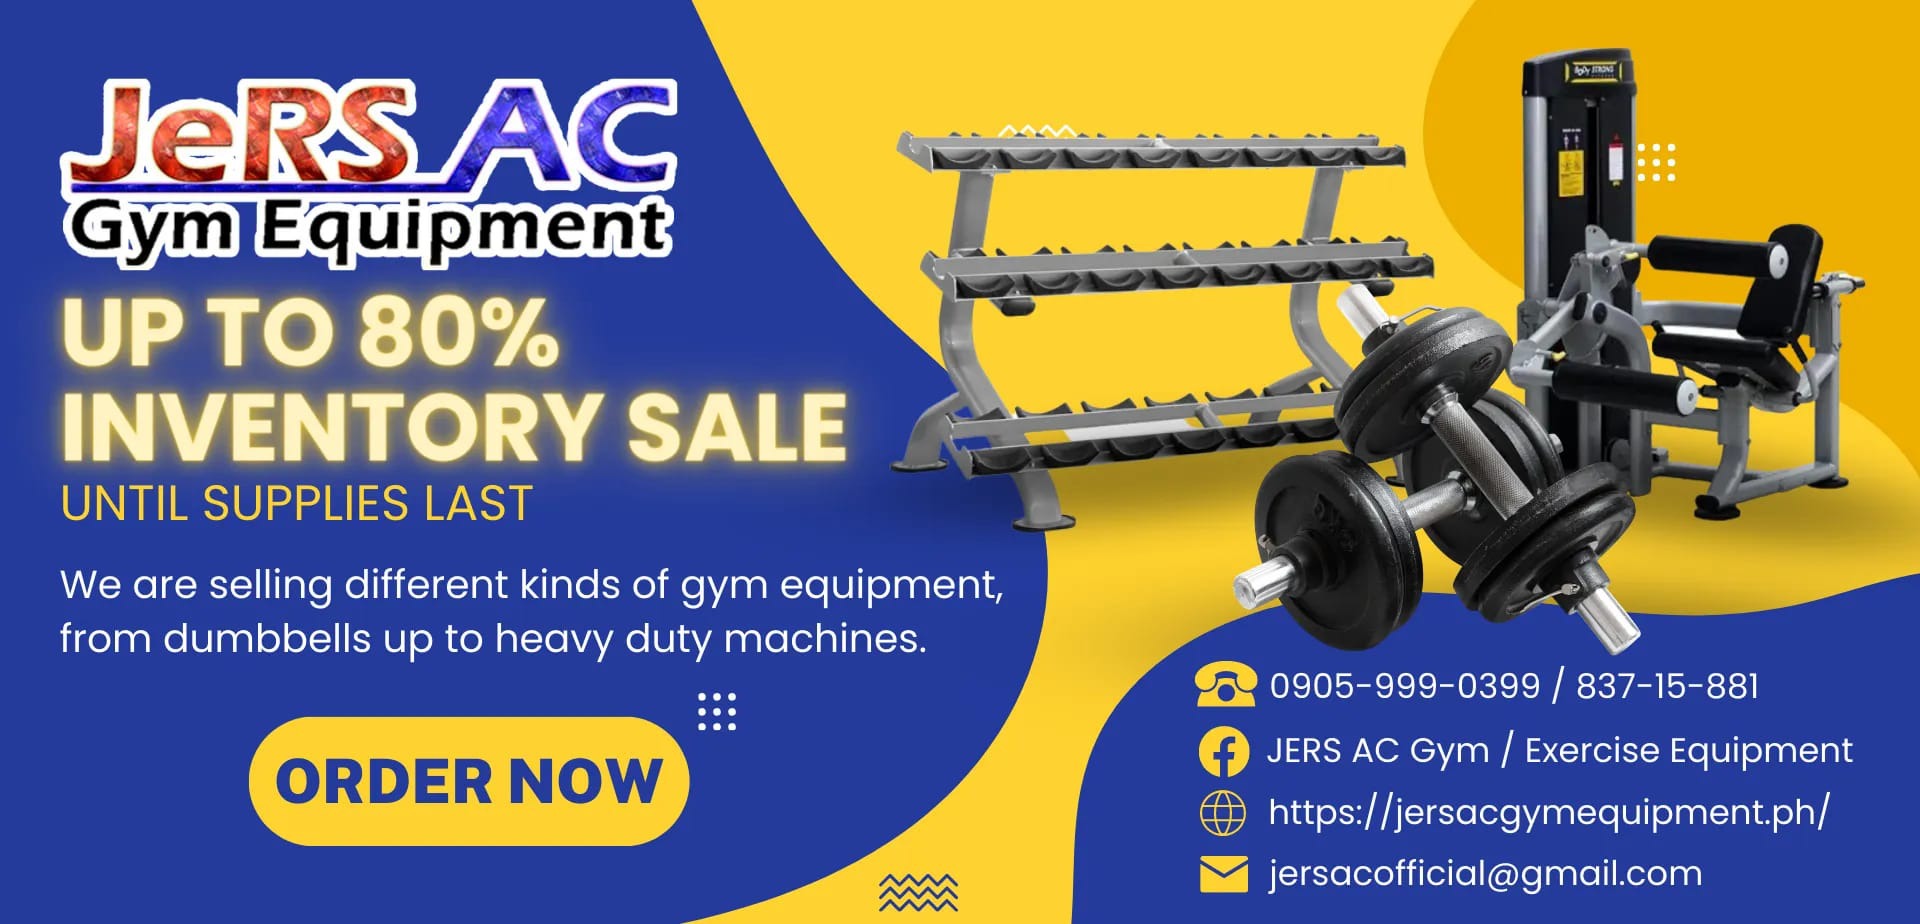 JeRS AC
Gym Equipment
UP TO 80%
INVENTORY SALE
UNTIL SUPPLIES LAST
We are selling different kinds of gym equipment,
from dumbbells up to heavy duty machines.
ORDER NOW
BODY STRONG
0905-999-0399 / 837-15-881
JERS AC Gym / Exercise Equipment
https://jersacgymequipment.ph/
jersacofficial@gmail.com